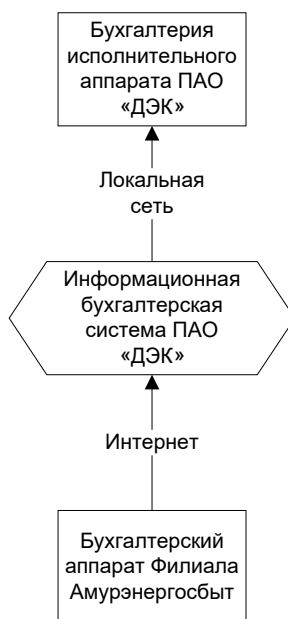 Бухгалтерия
исполнительного
аппарата ПАО
«ДЭК»
Локальная
сеть
Информационная
бухгалтерская
система ПАО
«ДЭК»
Интернет
Бухгалтерский
аппарат Филиала
Амурэнергосбыт